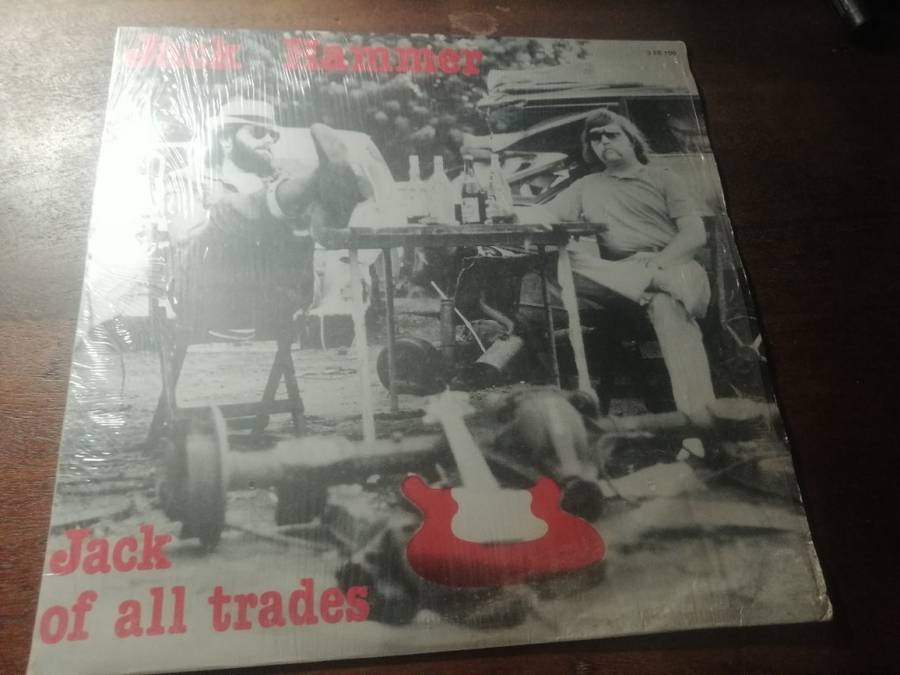 Jack Hammer
Jack
of all trades